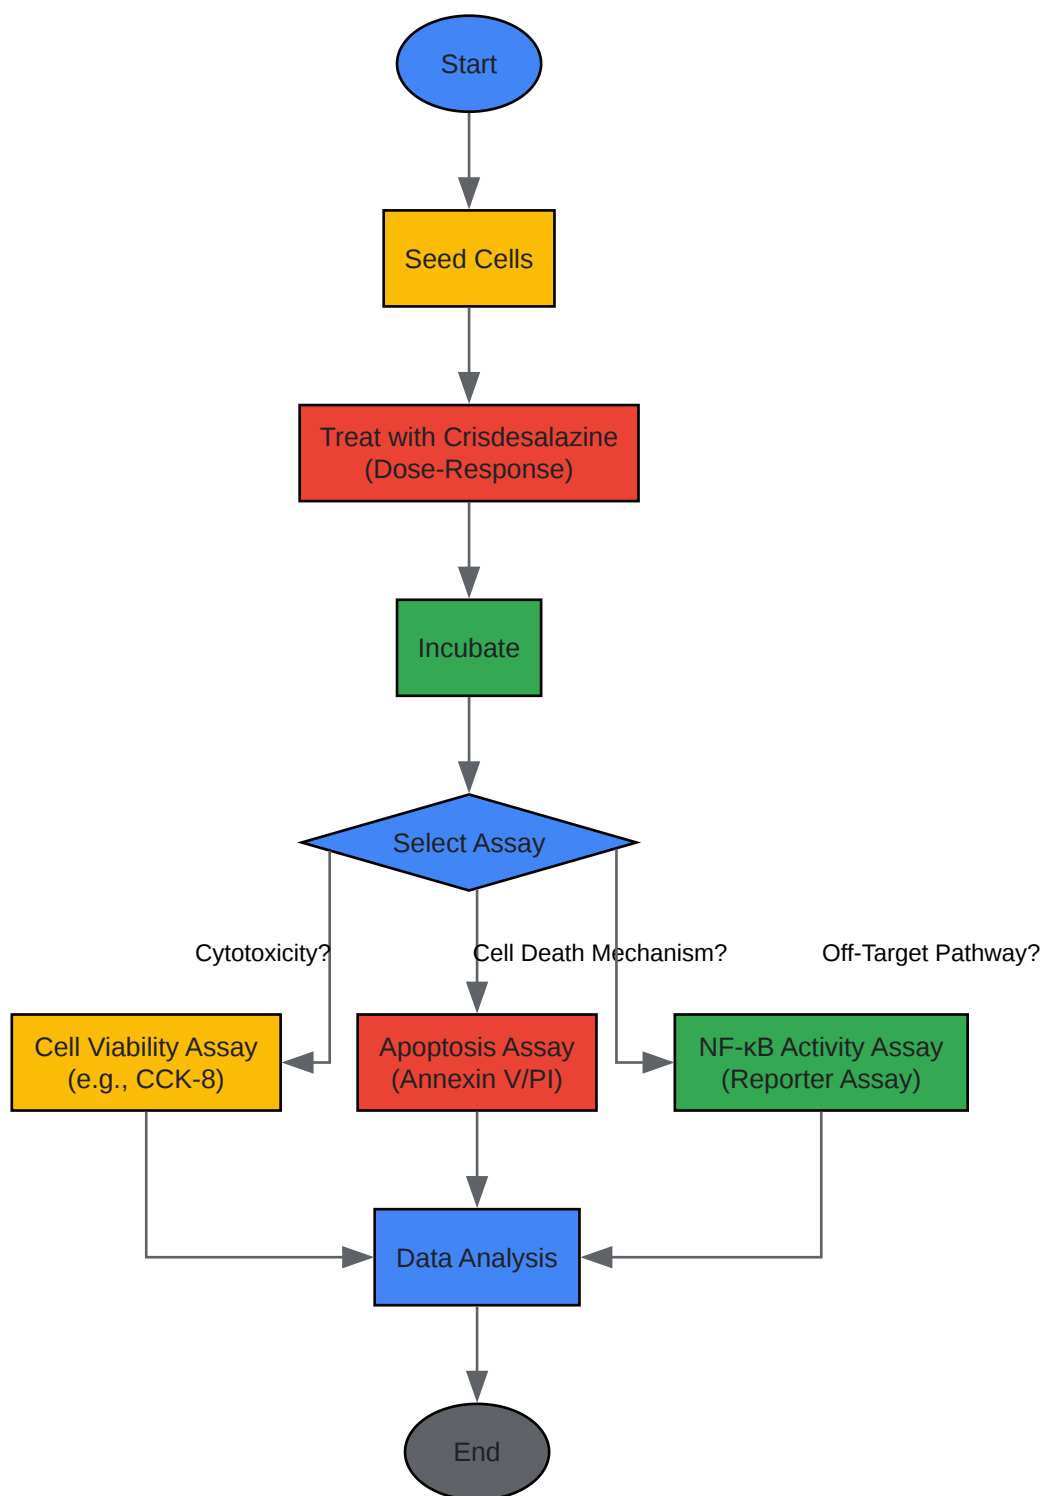 Start
Seed Cells
Treat with Crisdesalazine
(Dose-Response)
Incubate
Select Assay
Cytotoxicity?
Cell Death Mechanism?
Off-Target Pathway?
Cell Viability Assay
(e.g., CCK-8)
Apoptosis Assay
(Annexin V/PI)
NF-κB Activity Assay
(Reporter Assay)
Data Analysis
End